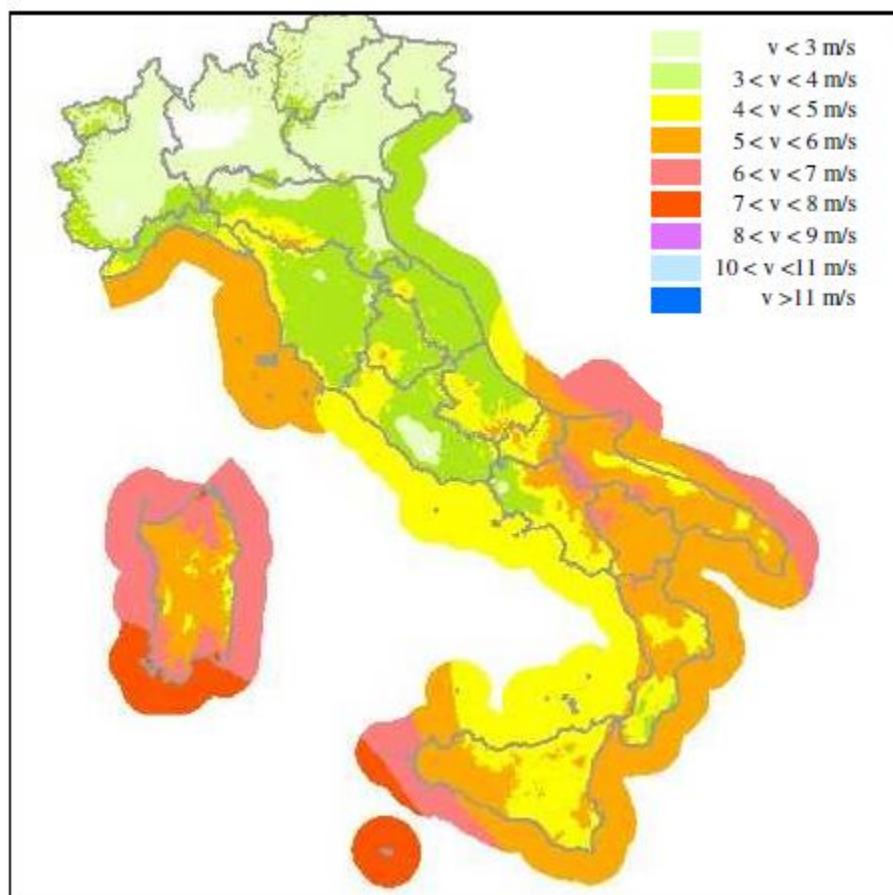 v < 3 m/s
3 < v < 4 m/s
4 < v < 5 m/s
5 < v < 6 m/s
6 < v < 7 m/s
7 < v < 8 m/s
8 < v < 9 m/s
10 < v <11 m/s
v >11 m/s